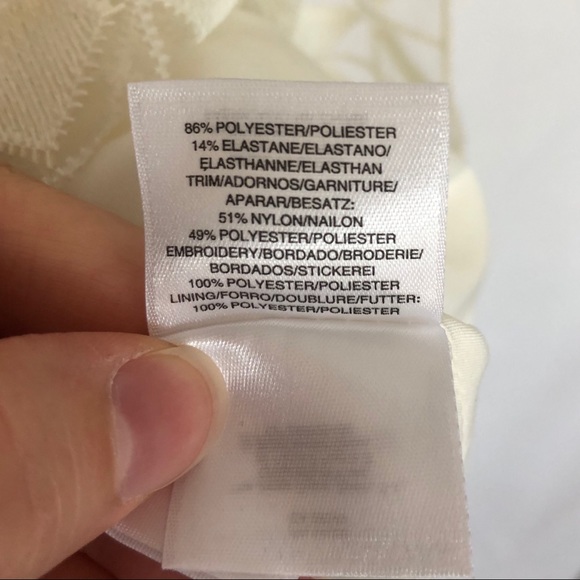 86% POLYESTER/POLIESTER
14% ELASTANE/ELASTANO/
ELASTHANNE/ELASTHAN
TRIM/ADORNOS/GARNITURE/
APARAR/BESATZ:
51% NYLON/NAILON
49% POLYESTER/POLIESTER
EMBROIDERY/BORDADO/BRODERIE/
BORDADOS/STICKEREI
100% POLYESTER/POLIESTER
LINING/FORRO/DOUBLURE/FUTTER:
100% POLYESTER/POLIESTER